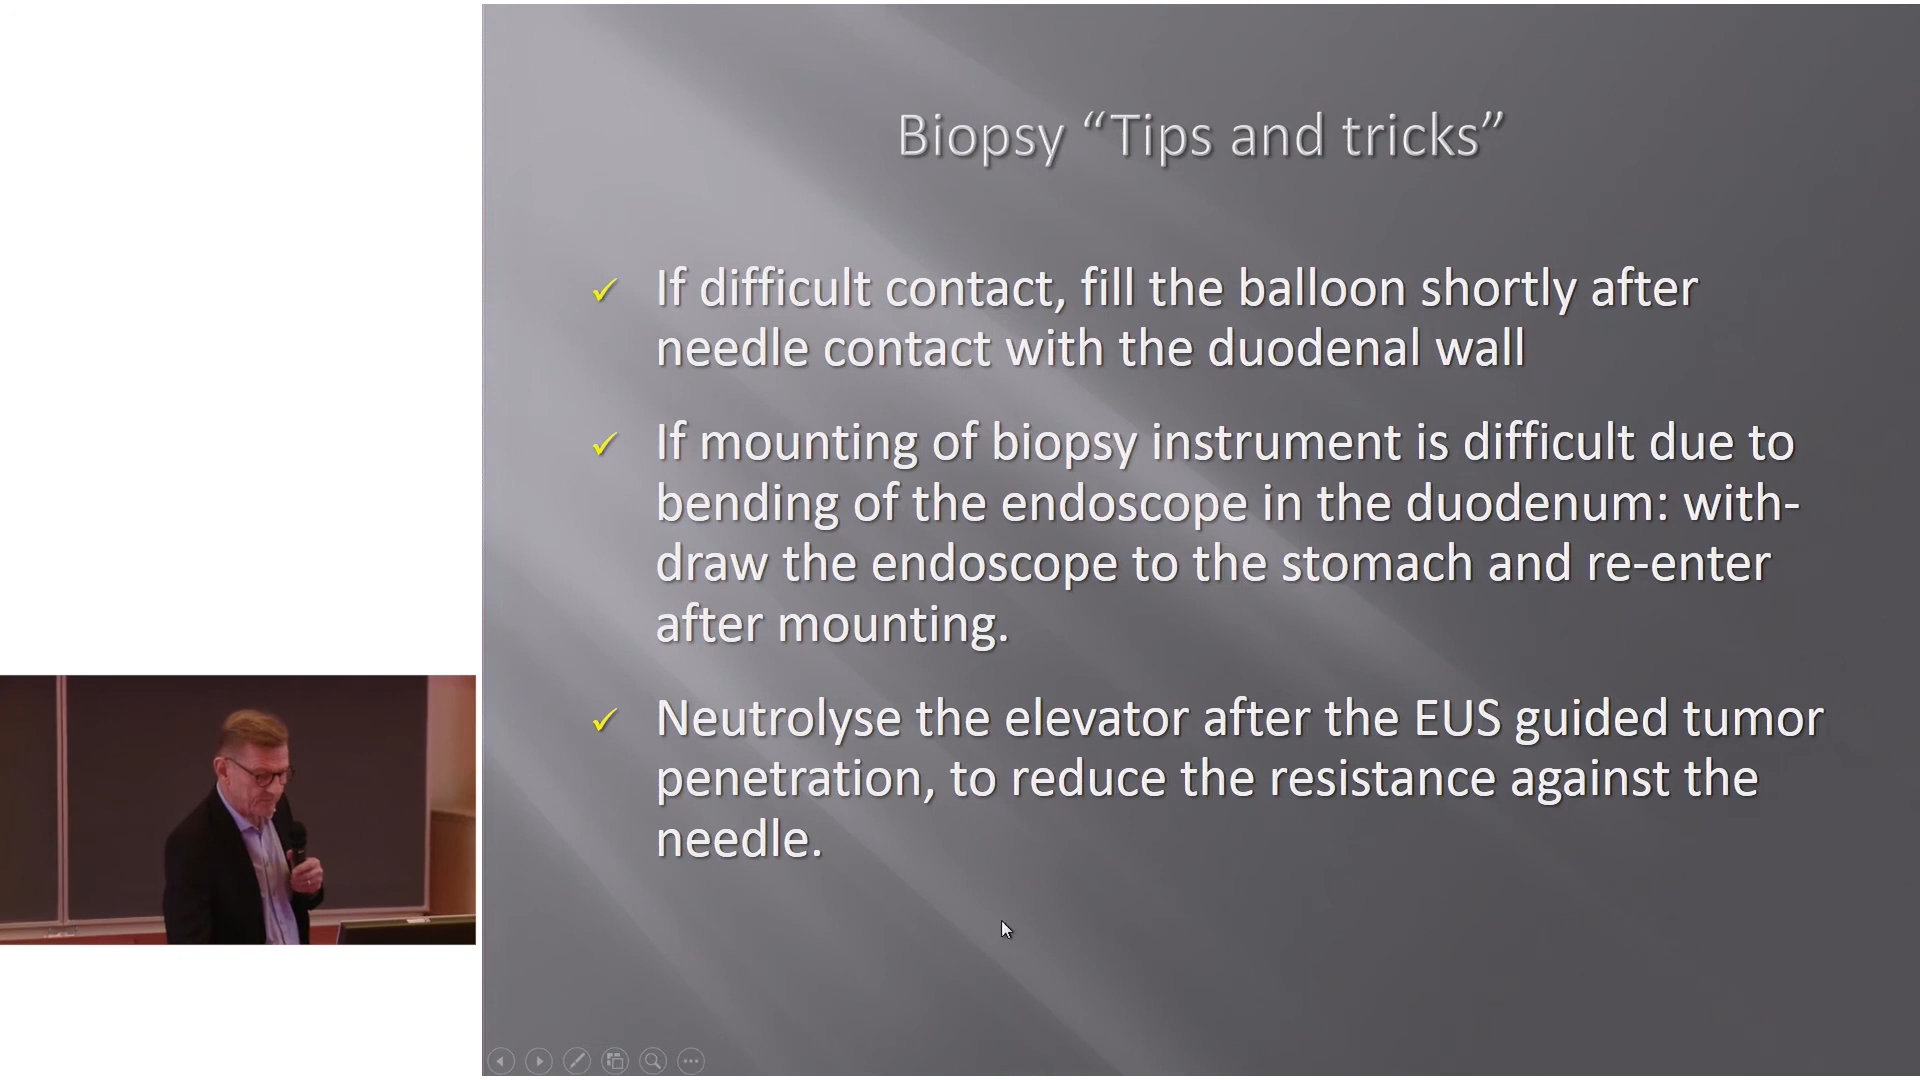 Biopsy “Tips and tricks”
If difficult contact, fill the balloon shortly after
needle contact with the duodenal wall
If mounting of biopsy instrument is difficult due to
bending of the endoscope in the duodenum: with-
draw the endoscope to the stomach and re-enter
after mounting.
Neutrolyse the elevator after the EUS guided tumor
penetration, to reduce the resistance against the
needle.